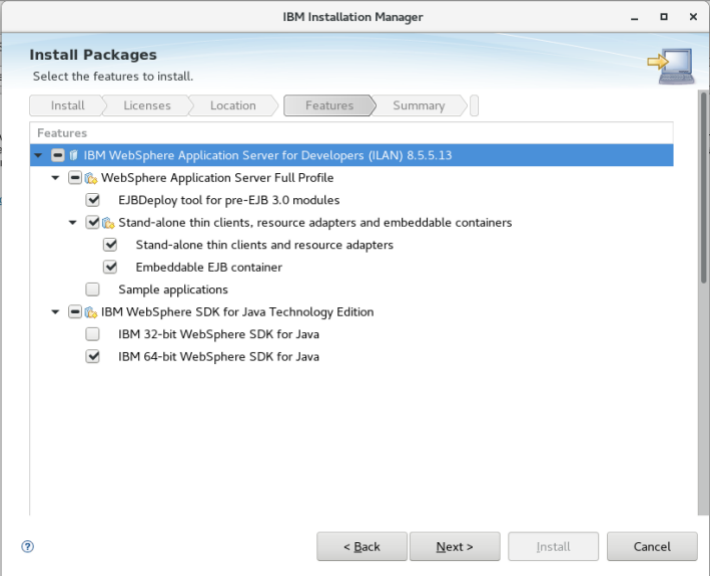 IBM Installation Manager
Install Packages
Select the features to install.
Install Licenses Location Features Summary
Features
IBM WebSphere Application Server for Developers (ILAN) 8.5.5.13
WebSphere Application Server Full Profile
EJBDeploy tool for pre-EJB 3.0 modules
Stand-alone thin clients, resource adapters and embeddable containers
Stand-alone thin clients and resource adapters
Embeddable EJB container
Sample applications
IBM WebSphere SDK for Java Technology Edition
IBM 32-bit WebSphere SDK for Java
IBM 64-bit WebSphere SDK for Java
? < Back Next > Install Cancel